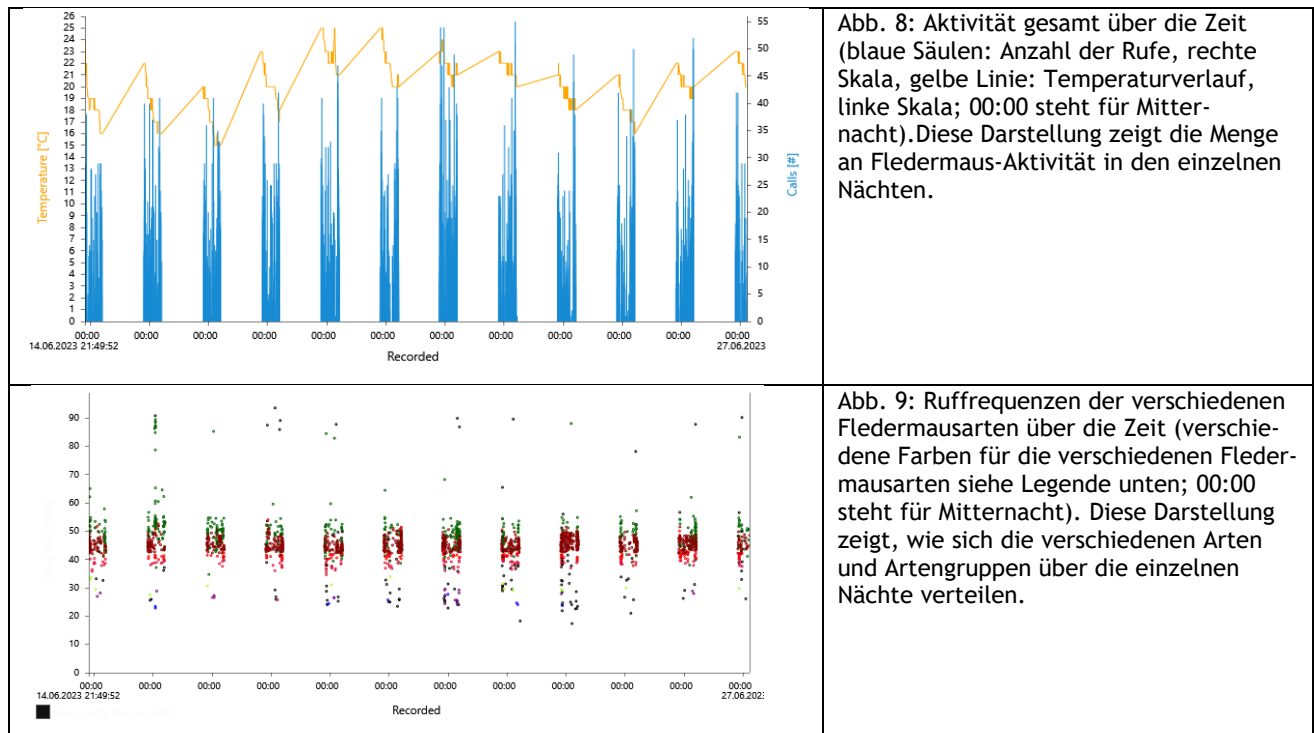 26
25
24
23
22
21
20
19
18
17
16
15
14
13
12
11
10
9
8
7
6
5
4
3
2
1
0
Temperature [°C]
55
50
45
40
35
30
25
20
15
10
5
0
Calls [#]
00:00 00:00 00:00 00:00 00:00 00:00 00:00 00:00 00:00 00:00 00:00 00:00
14.06.2023 21:49:52 27.06.2023
Recorded
Abb. 8: Aktivität gesamt über die Zeit
(blaue Säulen: Anzahl der Rufe, rechte
Skala, gelbe Linie: Temperaturverlauf,
linke Skala; 00:00 steht für Mitter-
nacht).Diese Darstellung zeigt die Menge
an Fledermaus-Aktivität in den einzelnen
Nächten.
90
80
70
60
50
40
30
20
10
0
00:00 00:00 00:00 00:00 00:00 00:00 00:00 00:00 00:00 00:00 00:00 00:00
14.06.2023 21:49:52 27.06.202
Recorded
Abb. 9: Ruffrequenzen der verschiedenen
Fledermausarten über die Zeit (verschie-
dene Farben für die verschiedenen Fleder-
mausarten siehe Legende unten; 00:00
steht für Mitternacht). Diese Darstellung
zeigt, wie sich die verschiedenen Arten
und Artengruppen über die einzelnen
Nächte verteilen.